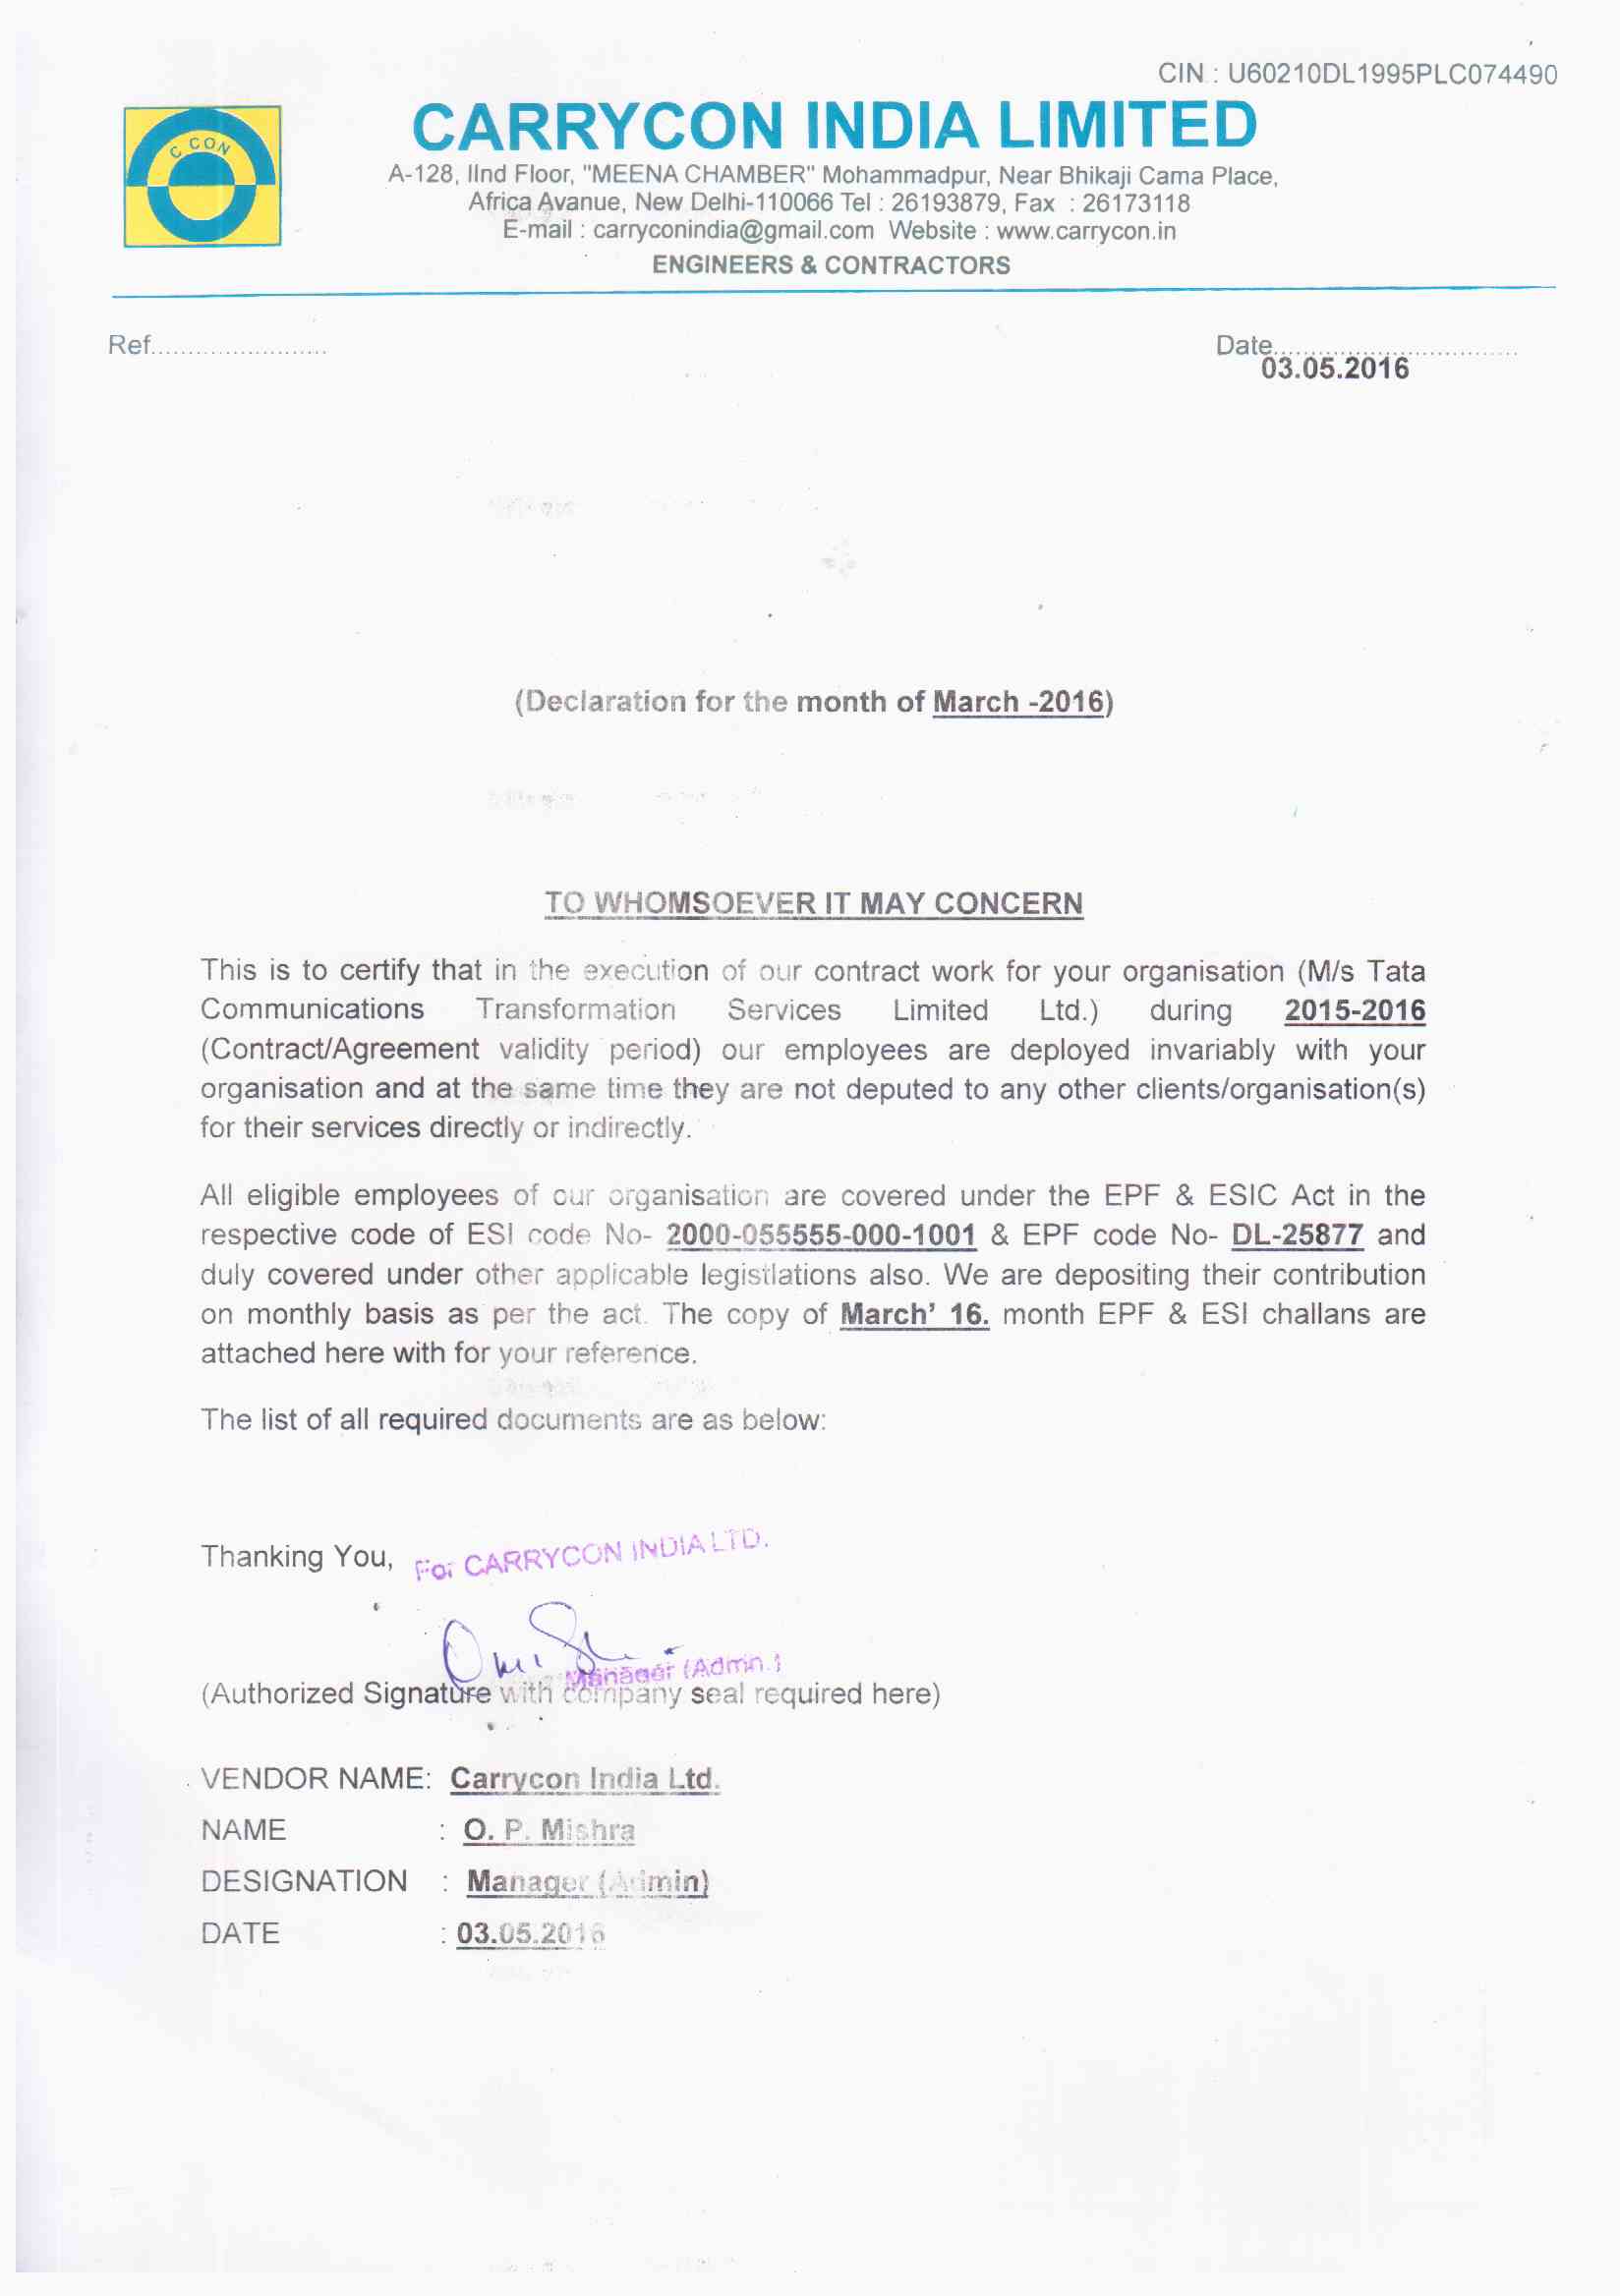 CIN : U60210DL1995PLC074490
C CON
CARRYCON INDIA LIMITED
A-128, IInd Floor, "MEENA CHAMBER" Mohammadpur, Near Bhikaji Cama Place,
Africa Avanue, New Delhi-110066 Tel : 26193879, Fax : 26173118
E-mail : carryconindia@gmail.com Website : www.carrycon.in
ENGINEERS & CONTRACTORS
Ref........................ Date.................................
03.05.2016
(Declaration for the month of March -2016)
TO WHOMSOEVER IT MAY CONCERN
This is to certify that in the execution of our contract work for your organisation (M/s Tata
Communications Transformation Services Limited Ltd.) during 2015-2016
(Contract/Agreement validity period) our employees are deployed invariably with your
organisation and at the same time they are not deputed to any other clients/organisation(s)
for their services directly or indirectly.
All eligible employees of our organisation are covered under the EPF & ESIC Act in the
respective code of ESI code No- 2000-055555-000-1001 & EPF code No- DL-25877 and
duly covered under other applicable legistlations also. We are depositing their contribution
on monthly basis as per the act. The copy of March' 16. month EPF & ESI challans are
attached here with for your reference.
The list of all required documents are as below:
Thanking You, For CARRYCON INDIA LTD.
Manager (Admn.)
(Authorized Signature with company seal required here)
VENDOR NAME: Carrycon India Ltd.
NAME : O. P. Mishra
DESIGNATION : Manager (Admin)
DATE : 03.05.2016